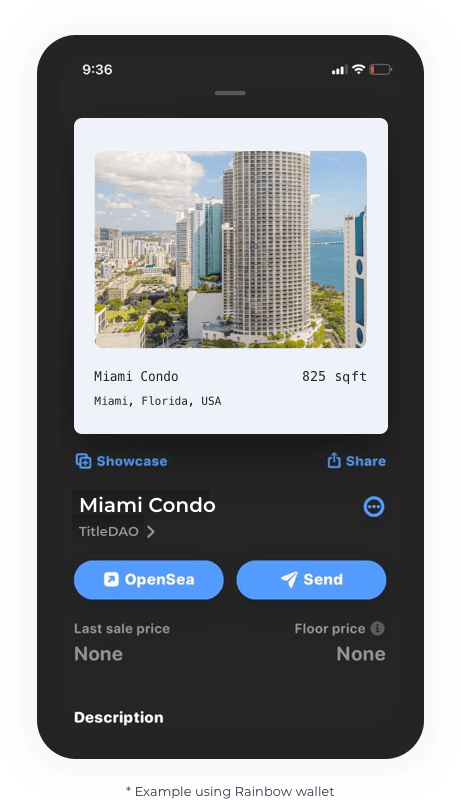 9:36
Miami Condo 825 sqft
Miami, Florida, USA
Showcase Share
Miami Condo
TitleDAO
OpenSea Send
Last sale price Floor price
None None
Description
* Example using Rainbow wallet